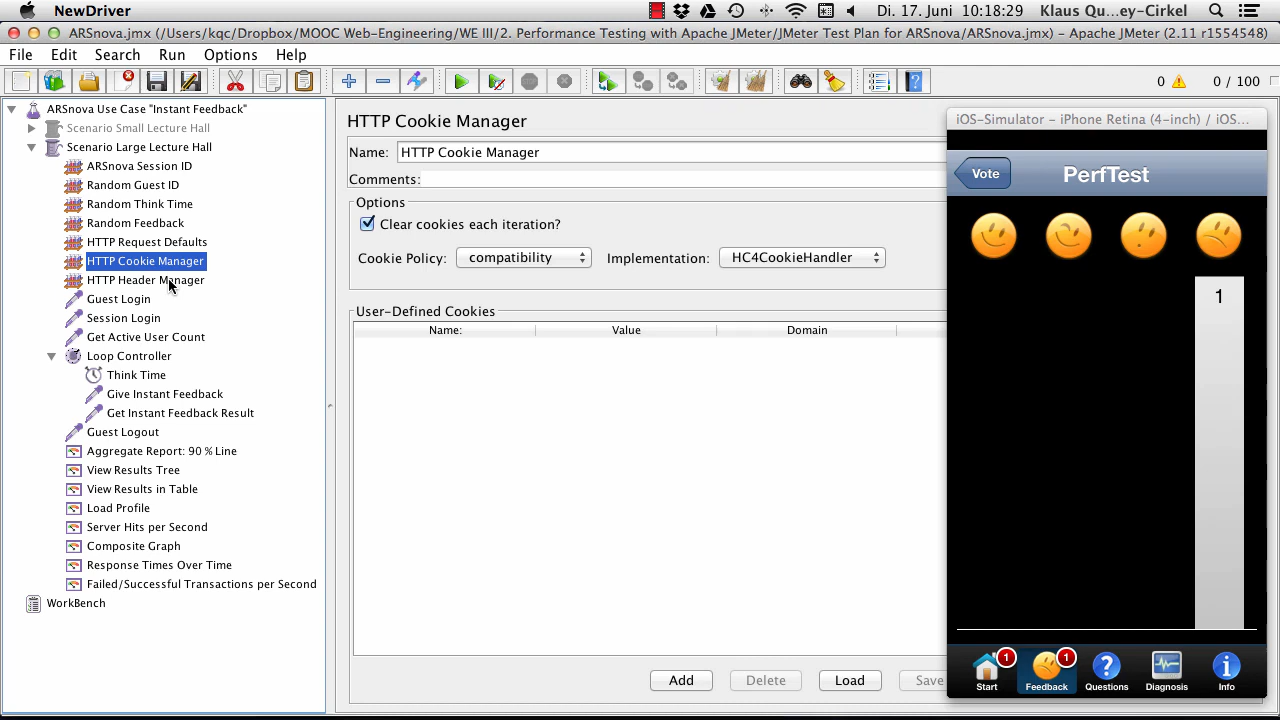 NewDriver
Di. 17. Juni 10:18:29 Klaus Qu...ey-Cirkel
ARSnova.jmx (/Users/kqc/Dropbox/MOOC Web-Engineering/WE III/2. Performance Testing with Apache JMeter/JMeter Test Plan for ARSnova/ARSnova.jmx) - Apache JMeter (2.11 r1554548)
File Edit Search Run Options Help
0 0 / 100
ARSnova Use Case "Instant Feedback"
Scenario Small Lecture Hall
Scenario Large Lecture Hall
ARSnova Session ID
Random Guest ID
Random Think Time
Random Feedback
HTTP Request Defaults
HTTP Cookie Manager
HTTP Header Manager
Guest Login
Session Login
Get Active User Count
Loop Controller
Think Time
Give Instant Feedback
Get Instant Feedback Result
Guest Logout
Aggregate Report: 90 % Line
View Results Tree
View Results in Table
Load Profile
Server Hits per Second
Composite Graph
Response Times Over Time
Failed/Successful Transactions per Second
WorkBench
HTTP Cookie Manager
Name: HTTP Cookie Manager
Comments:
Options
Clear cookies each iteration?
Cookie Policy: compatibility Implementation: HC4CookieHandler
User-Defined Cookies
Name: Value Domain
Add Delete Load Save
iOS-Simulator - iPhone Retina (4-inch) / iOS...
Vote PerfTest
1
1 1
Start Feedback Questions Diagnosis Info